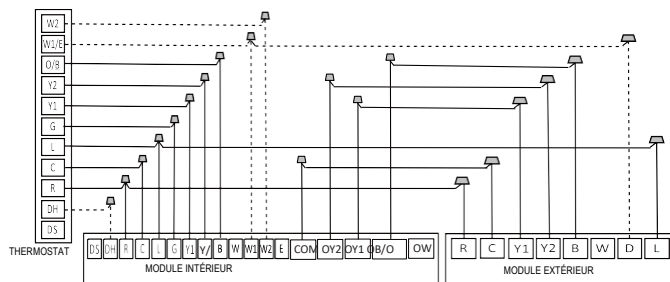 W2
W1/E
O/B
Y2
Y1
G
L
C
R
DH
DS
THERMOSTAT
DS DH R C L G Y1 Y/ B W W1 W2 E COM OY2 OY1 OB/O OW
MODULE INTÉRIEUR
R C Y1 Y2 B W D L
MODULE EXTÉRIEUR